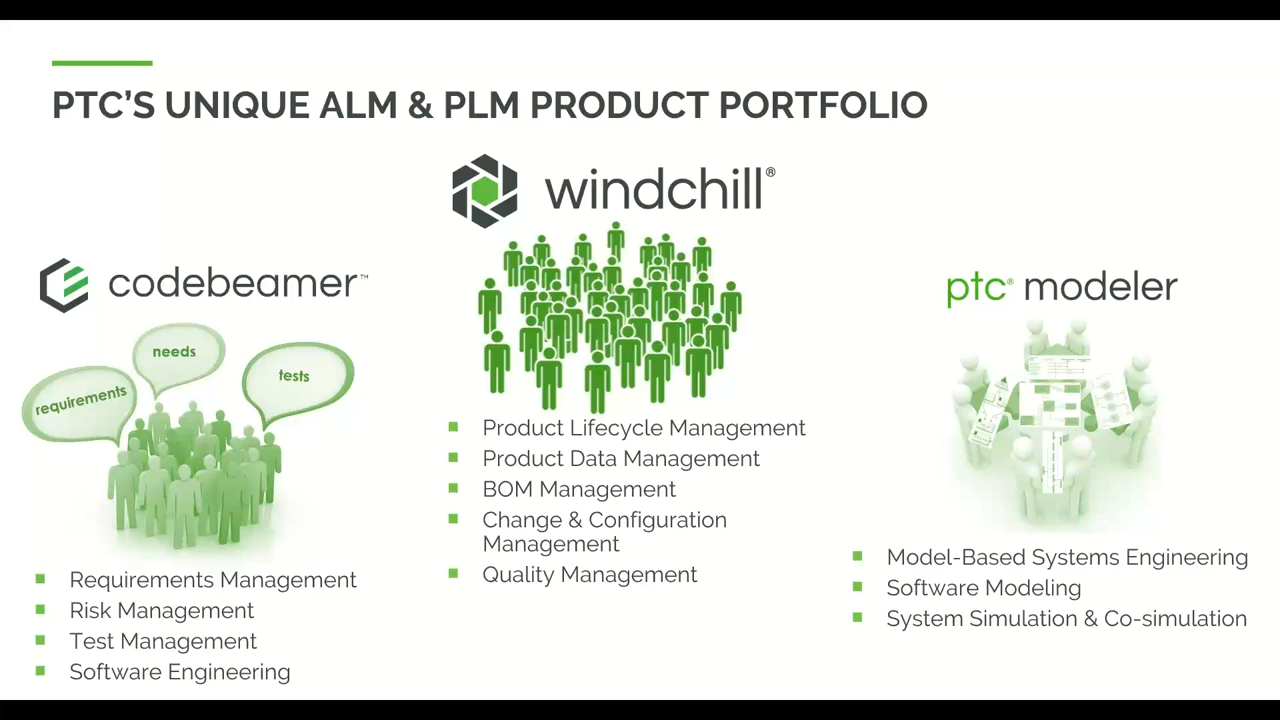 PTC’S UNIQUE ALM & PLM PRODUCT PORTFOLIO
codebeamer™
requirements
needs
tests
Requirements Management
Risk Management
Test Management
Software Engineering
windchill®
Product Lifecycle Management
Product Data Management
BOM Management
Change & Configuration
Management
Quality Management
ptc® modeler
Model-Based Systems Engineering
Software Modeling
System Simulation & Co-simulation